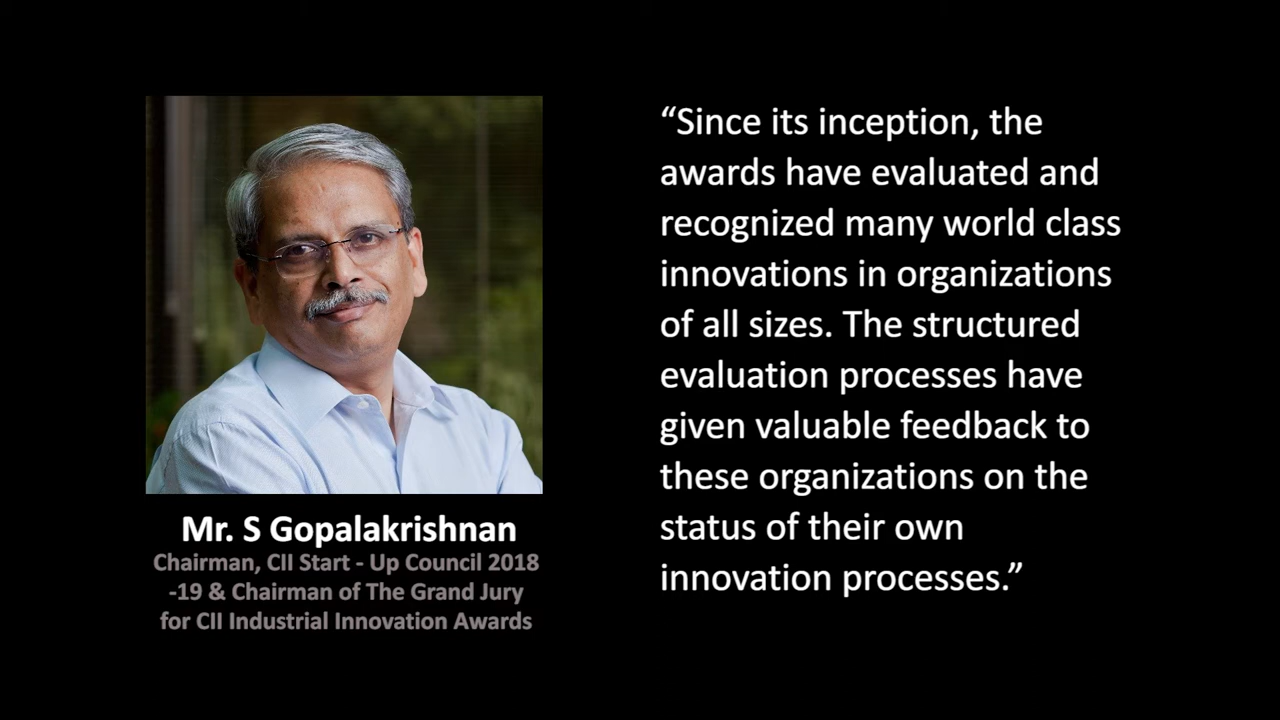 Mr. S Gopalakrishnan
Chairman, CII Start - Up Council 2018
-19 & Chairman of The Grand Jury
for CII Industrial Innovation Awards
“Since its inception, the
awards have evaluated and
recognized many world class
innovations in organizations
of all sizes. The structured
evaluation processes have
given valuable feedback to
these organizations on the
status of their own
innovation processes.”